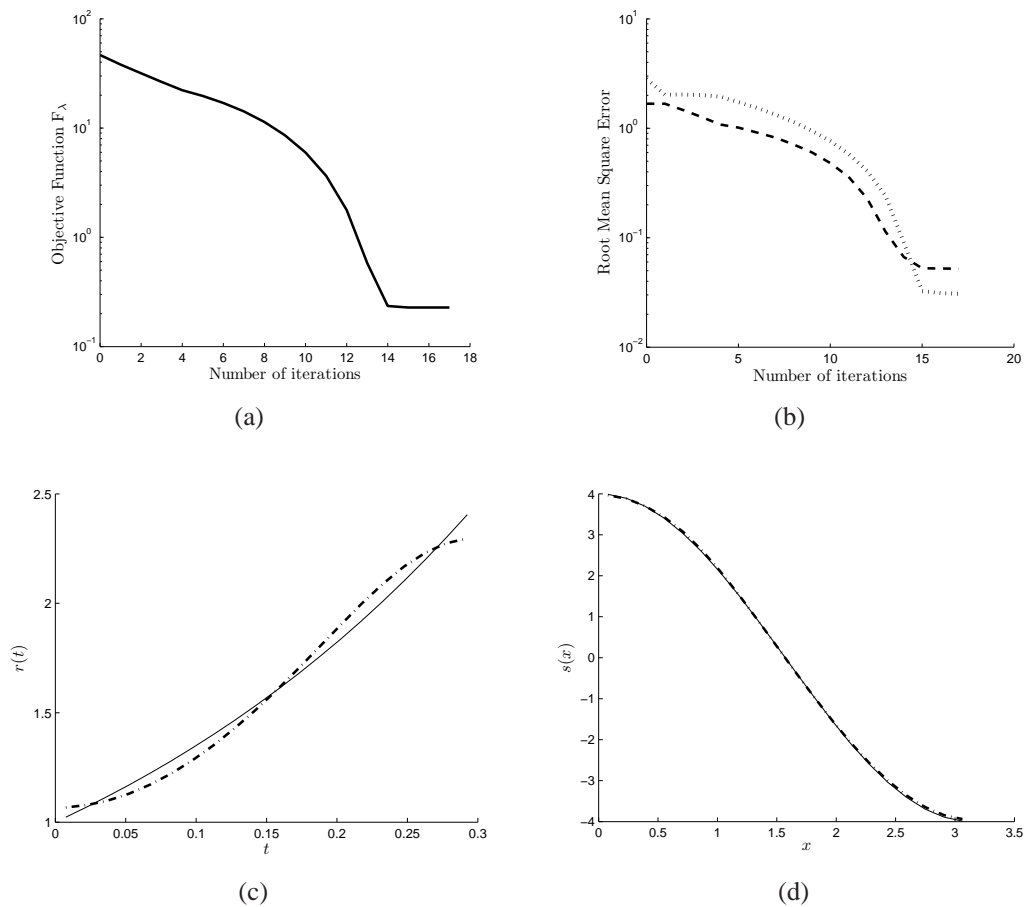 Objective Function F_λ
10^2
10^1
10^0
10^-1
0 2 4 6 8 10 12 14 16 18
Number of iterations
(a)
Root Mean Square Error
10^1
10^0
10^-1
10^-2
0 5 10 15 20
Number of iterations
(b)
r(t)
2.5
2
1.5
1
0 0.05 0.1 0.15 0.2 0.25 0.3
t
(c)
s(x)
4
3
2
1
0
−1
−2
−3
−4
0 0.5 1 1.5 2 2.5 3 3.5
x
(d)